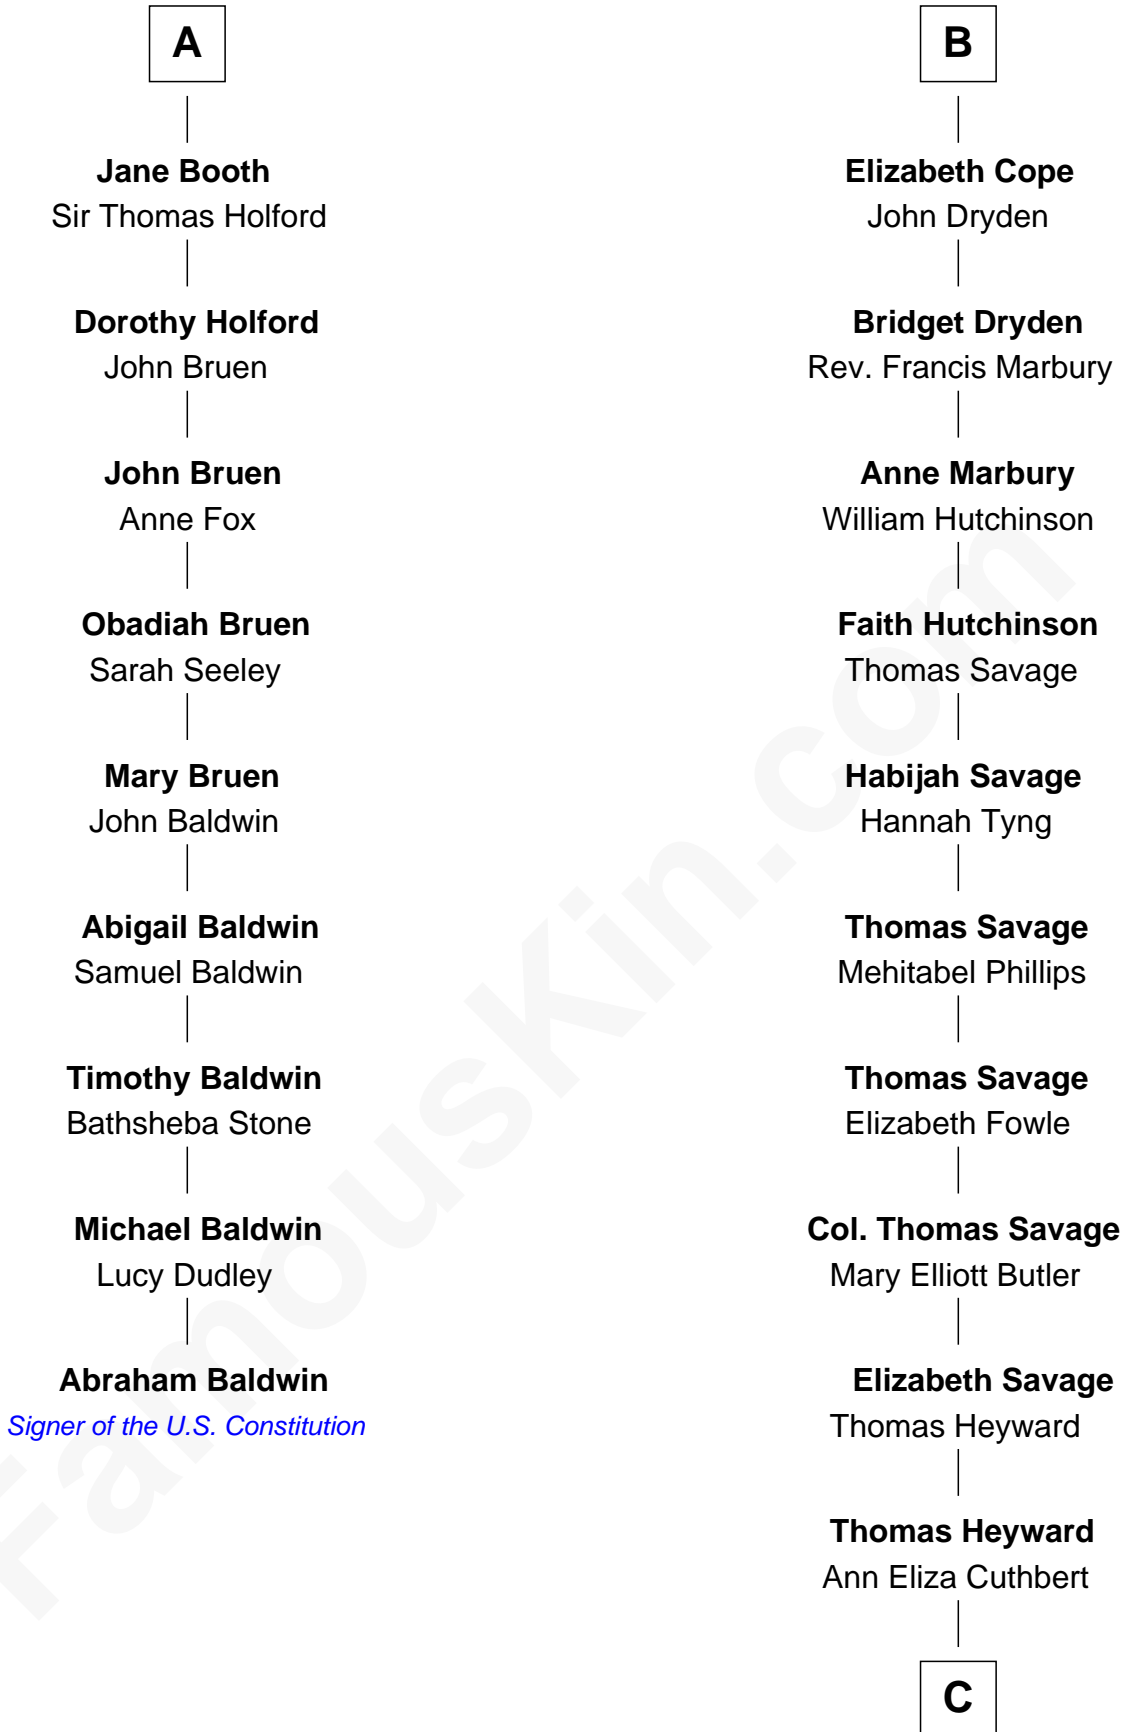 A
Jane Booth
Sir Thomas Holford
Dorothy Holford
John Bruen
John Bruen
Anne Fox
Obadiah Bruen
Sarah Seeley
Mary Bruen
John Baldwin
Abigail Baldwin
Samuel Baldwin
Timothy Baldwin
Bathsheba Stone
Michael Baldwin
Lucy Dudley
Abraham Baldwin
Signer of the U.S. Constitution
B
Elizabeth Cope
John Dryden
Bridget Dryden
Rev. Francis Marbury
Anne Marbury
William Hutchinson
Faith Hutchinson
Thomas Savage
Habijah Savage
Hannah Tyng
Thomas Savage
Mehitabel Phillips
Thomas Savage
Elizabeth Fowle
Col. Thomas Savage
Mary Elliott Butler
Elizabeth Savage
Thomas Heyward
Thomas Heyward
Ann Eliza Cuthbert
C
FamousKin.com